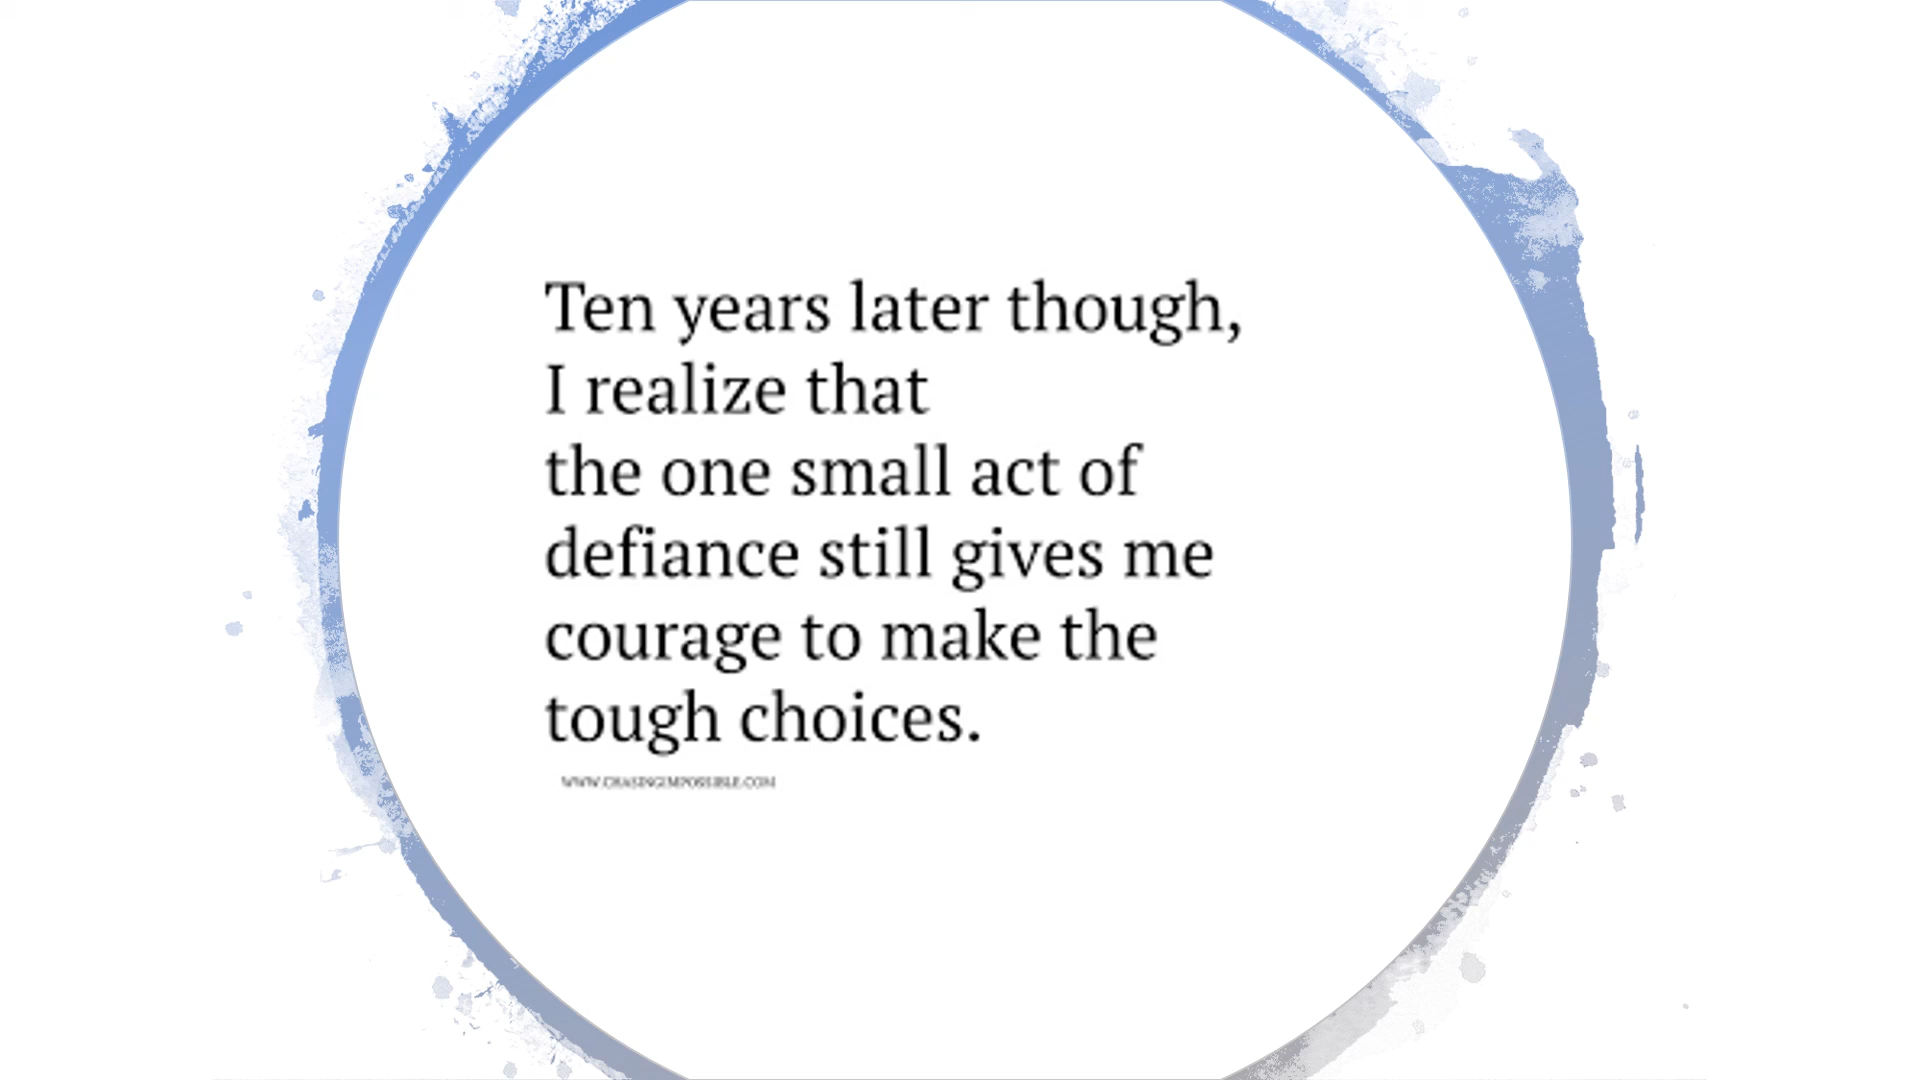 Ten years later though,
I realize that
the one small act of
defiance still gives me
courage to make the
tough choices.
WWW.CHASINGIMPOSSIBLE.COM